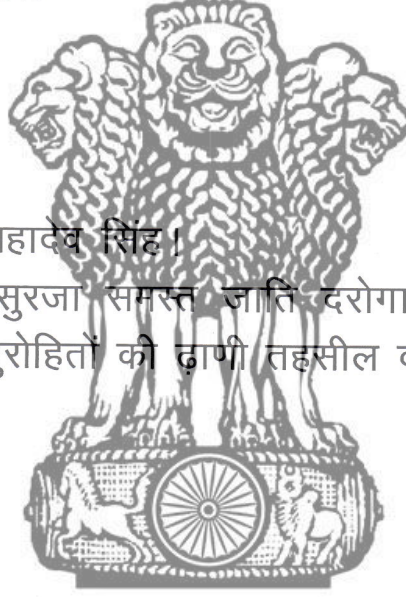 हादेव सिंह।
सुरजा समस्त जाति दरोगा
ुरोहितों की ढ़ाणी तहसील व